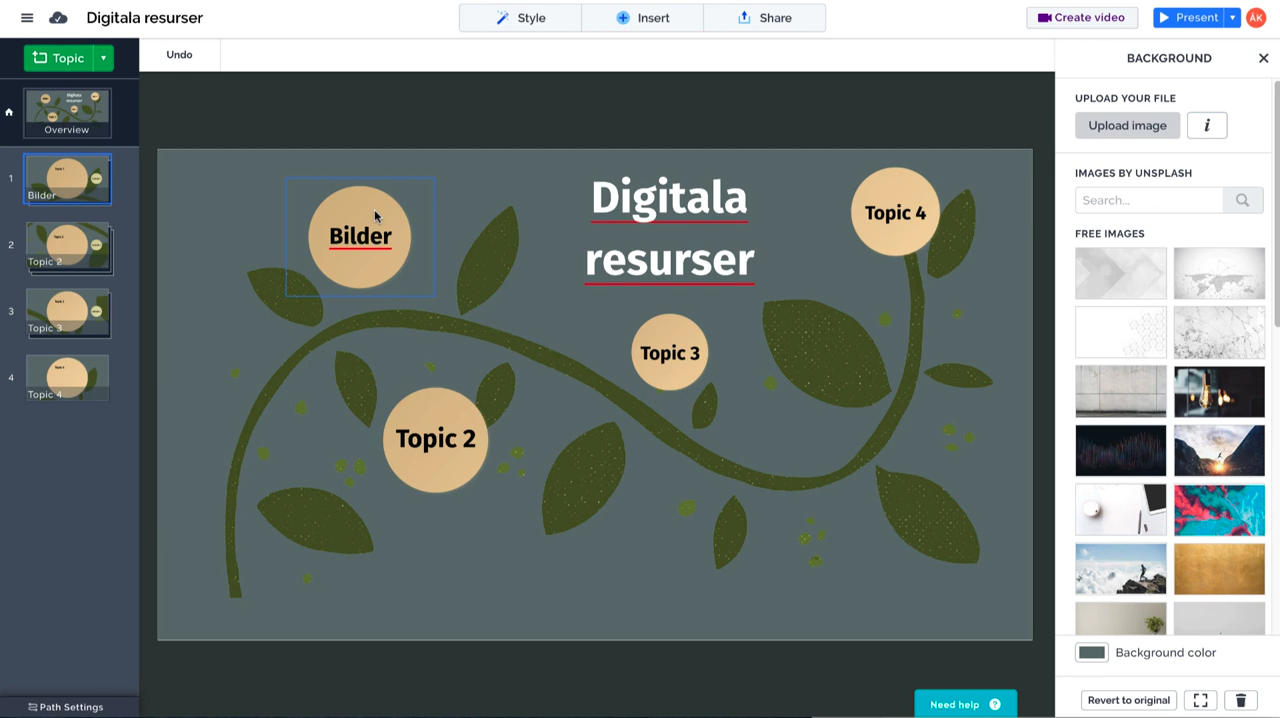 Digitala resurser
Style
Insert
Share
Create video
Present
ÅK
Topic
Undo
BACKGROUND
Overview
1
Bilder
2
Topic 2
3
Topic 3
4
Topic 4
Path Settings
Bilder
Digitala
resurser
Topic 4
Topic 3
Topic 2
Need help ?
UPLOAD YOUR FILE
Upload image
i
IMAGES BY UNSPLASH
Search...
FREE IMAGES
Background color
Revert to original